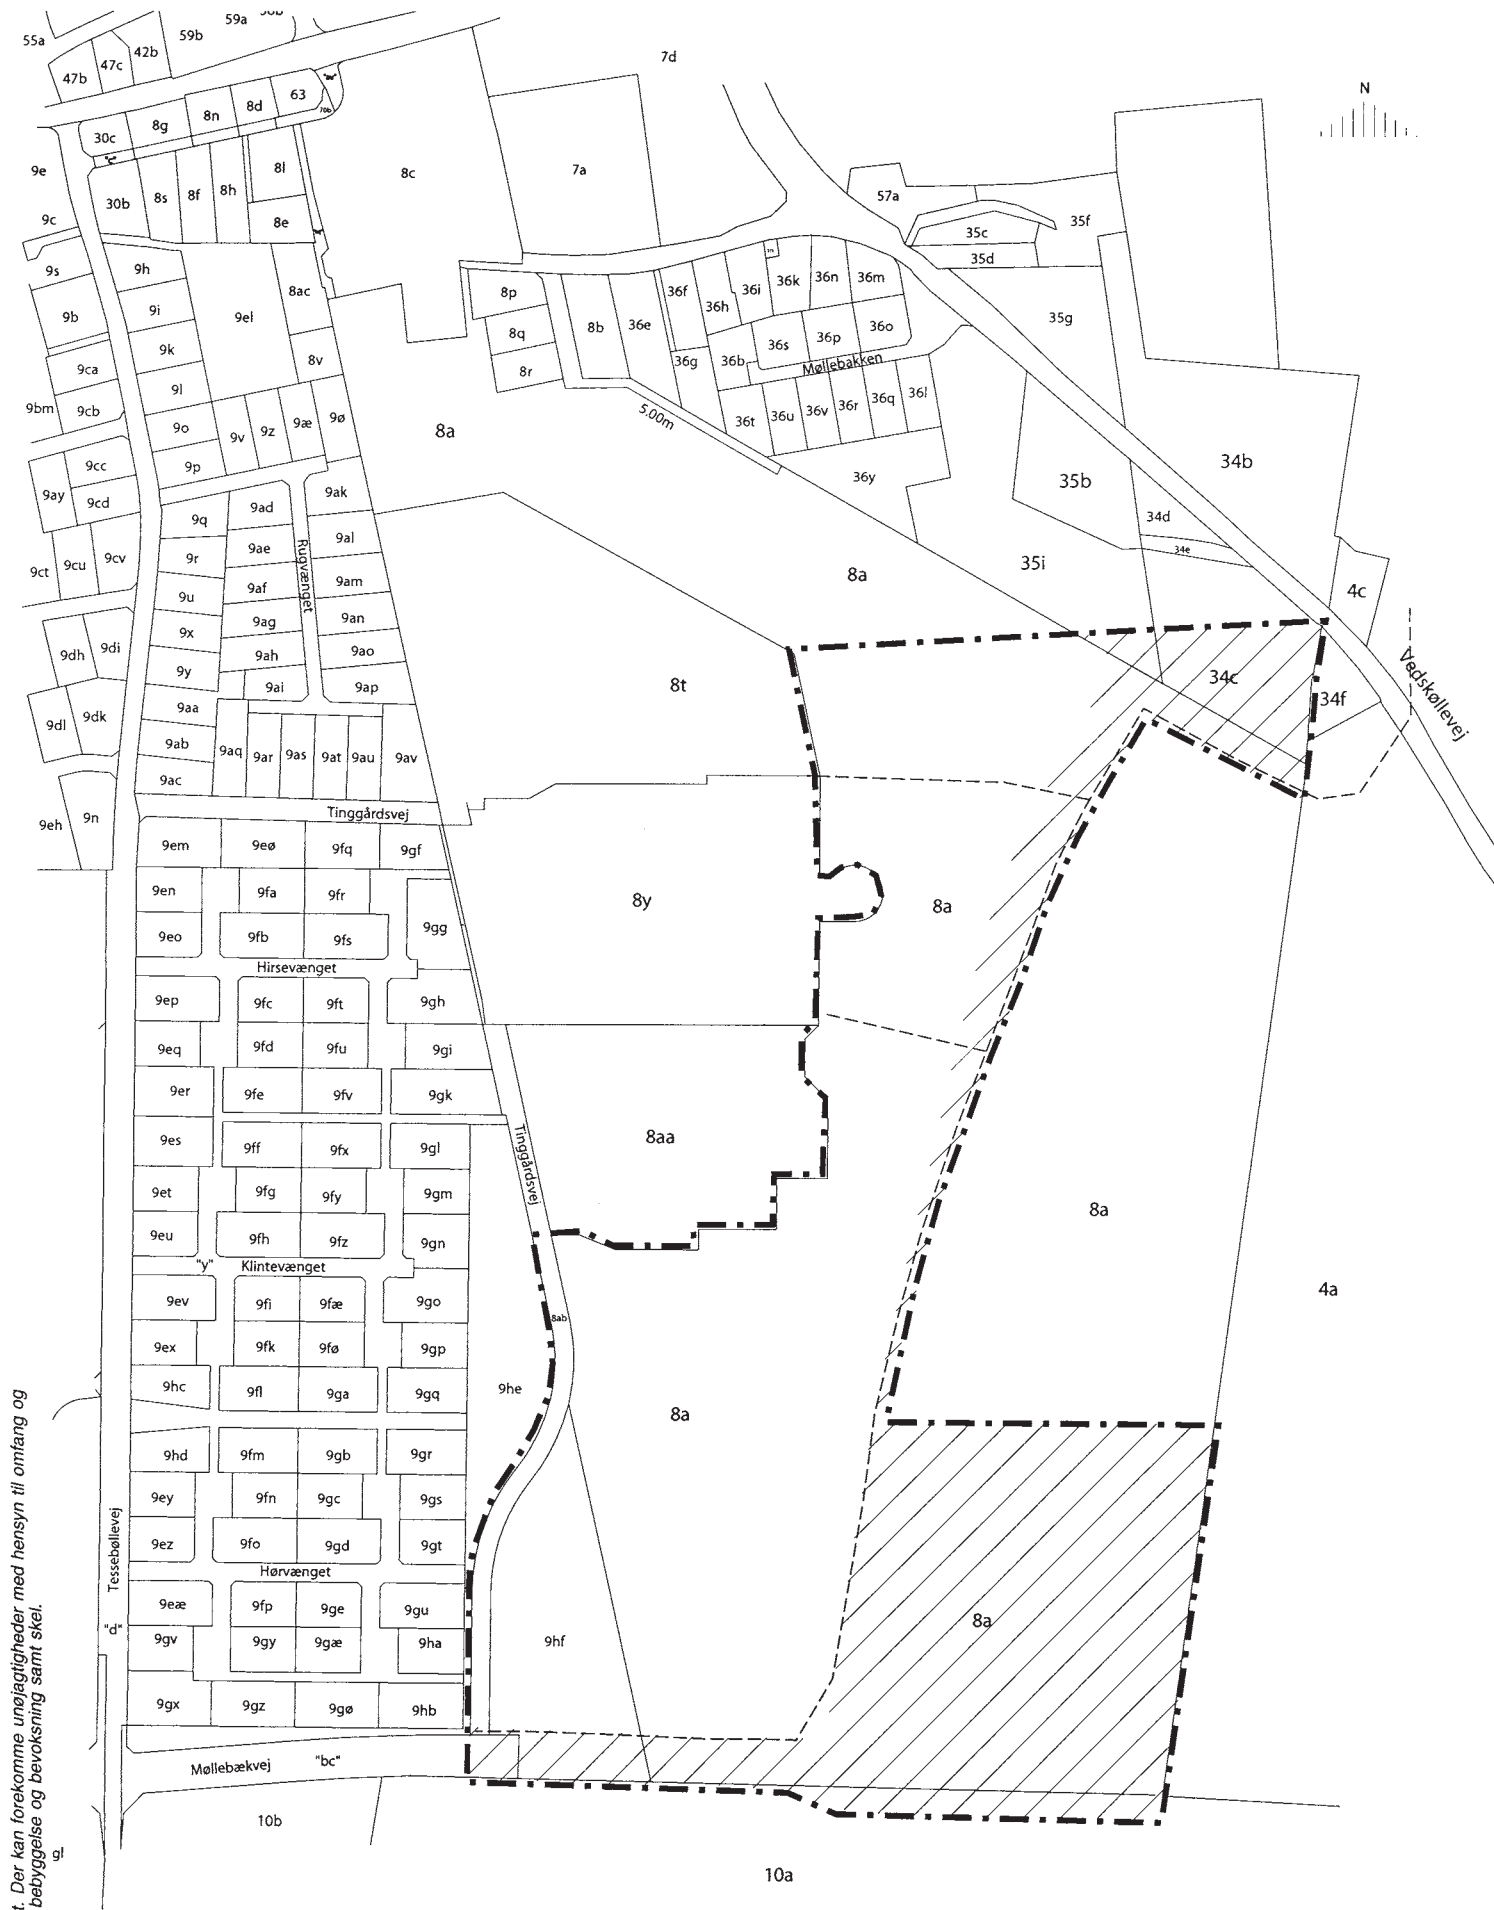 55a
59b
59a
47b
47c
42b
7d
N
30c
8g
8n
8d
63
70b
9e
8c
7a
57a
35f
35c
35d
30b
8s
8f
8h
8l
8e
9c
9s
9h
8ac
8p
36f
36h
36i
36k
36n
36m
9b
9i
9el
8q
8b
36e
36o
35g
9k
8v
8r
36g
36b
36s
36p
Møllebakken
9ca
9l
9bm
9cb
9o
9v
9z
9æ
9ø
8a
5.00m
36t
36u
36v
36r
36q
36l
9cc
9p
36y
35b
34b
9ay
9cd
9q
9ad
9ak
34d
9ct
9cu
9cv
9r
9ae
Rugvænget
9al
34e
9af
9am
8a
35i
4c
9u
9ag
9an
9dh
9di
9x
9ah
9ao
9y
9ai
9ap
8t
34c
34f
Vedskøllevej
9dl
9dk
9aa
9ab
9aq
9ar
9as
9at
9au
9av
9ac
9eh
9n
Tinggårdsvej
9em
9eø
9fq
9gf
9en
9fa
9fr
8y
8a
9eo
9fb
9fs
9gg
Hirsevænget
9ep
9fc
9ft
9gh
9eq
9fd
9fu
9gi
9er
9fe
9fv
9gk
9es
9ff
9fx
9gl
Tinggårdsvej
8aa
9et
9fg
9fy
9gm
9eu
9fh
9fz
9gn
8a
"y"
Klintevænget
9ev
9fi
9fæ
9go
8ab
4a
9ex
9fk
9fø
9gp
9hc
9fl
9ga
9gq
9he
8a
9hd
9fm
9gb
9gr
9ey
9fn
9gc
9gs
9ez
9fo
9gd
9gt
Tessebøllevej
Hørvænget
9eæ
9fp
9ge
9gu
"d"
9gv
9gy
9gæ
9ha
9hf
8a
9gx
9gz
9gø
9hb
Møllebækvej
"bc"
10b
gl
10a
t. Der kan forekomme unøjagtigheder med hensyn til omfang og
bebyggelse og bevoksning samt skel.